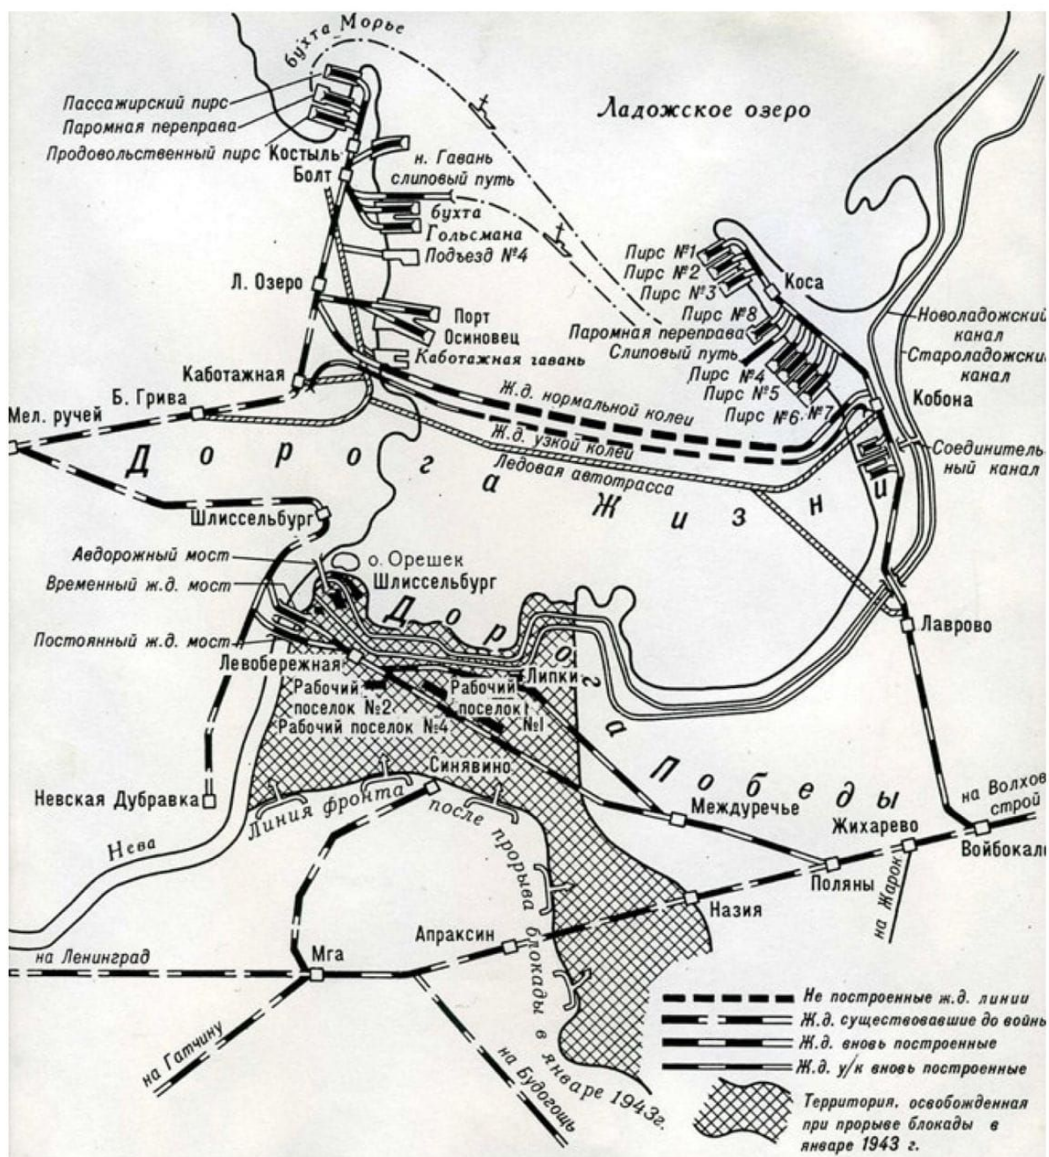 бухта Морье
Ладожское озеро
Пассажирский пирс
Паромная переправа
Продовольственный пирс
Костыль
Болт
н. Гавань
слиповый путь
бухта
Гольсмана
Подъезд №4
Л. Озеро
Порт
Осиновец
Каботажная гавань
Каботажная
Б. Грива
Мел. ручей
Пирс №1
Пирс №2
Пирс №3
Коса
Пирс №8
Паромная переправа
Слиповый путь
Пирс №4
Пирс №5
Пирс №6
№7
Новоладожский
канал
Староладожски
канал
Кобона
Соединитель-
ный канал
Ж.д. нормальной колеи
Ж.д. узкой колеи
Ледовая автотрасса
Дорога Жизни
Шлиссельбург
Авдорожный мост
Временный ж.д. мост
Постоянный ж.д. мост
о. Орешек
Шлиссельбург
Левобережная
Рабочий
поселок №2
Рабочий поселок №4
Рабочий
поселок
№1
Липки
Лаврово
Дорога Победы
Синявино
Невская Дубравка
Нева
Линия фронта после прорыва блокады в январе 1943г.
Междуречье
Жихарево
на Волхов
строй
Войбокало
Поляны
на Жарок
Назия
Апраксин
Мга
на Ленинград
на Гатчину
на Будогощь
Не построенные ж.д. линии
Ж.д. существовавшие до войны
Ж.д. вновь построенные
Ж.д. у/к вновь построенные
Территория, освобожденная
при прорыве блокады в
январе 1943 г.